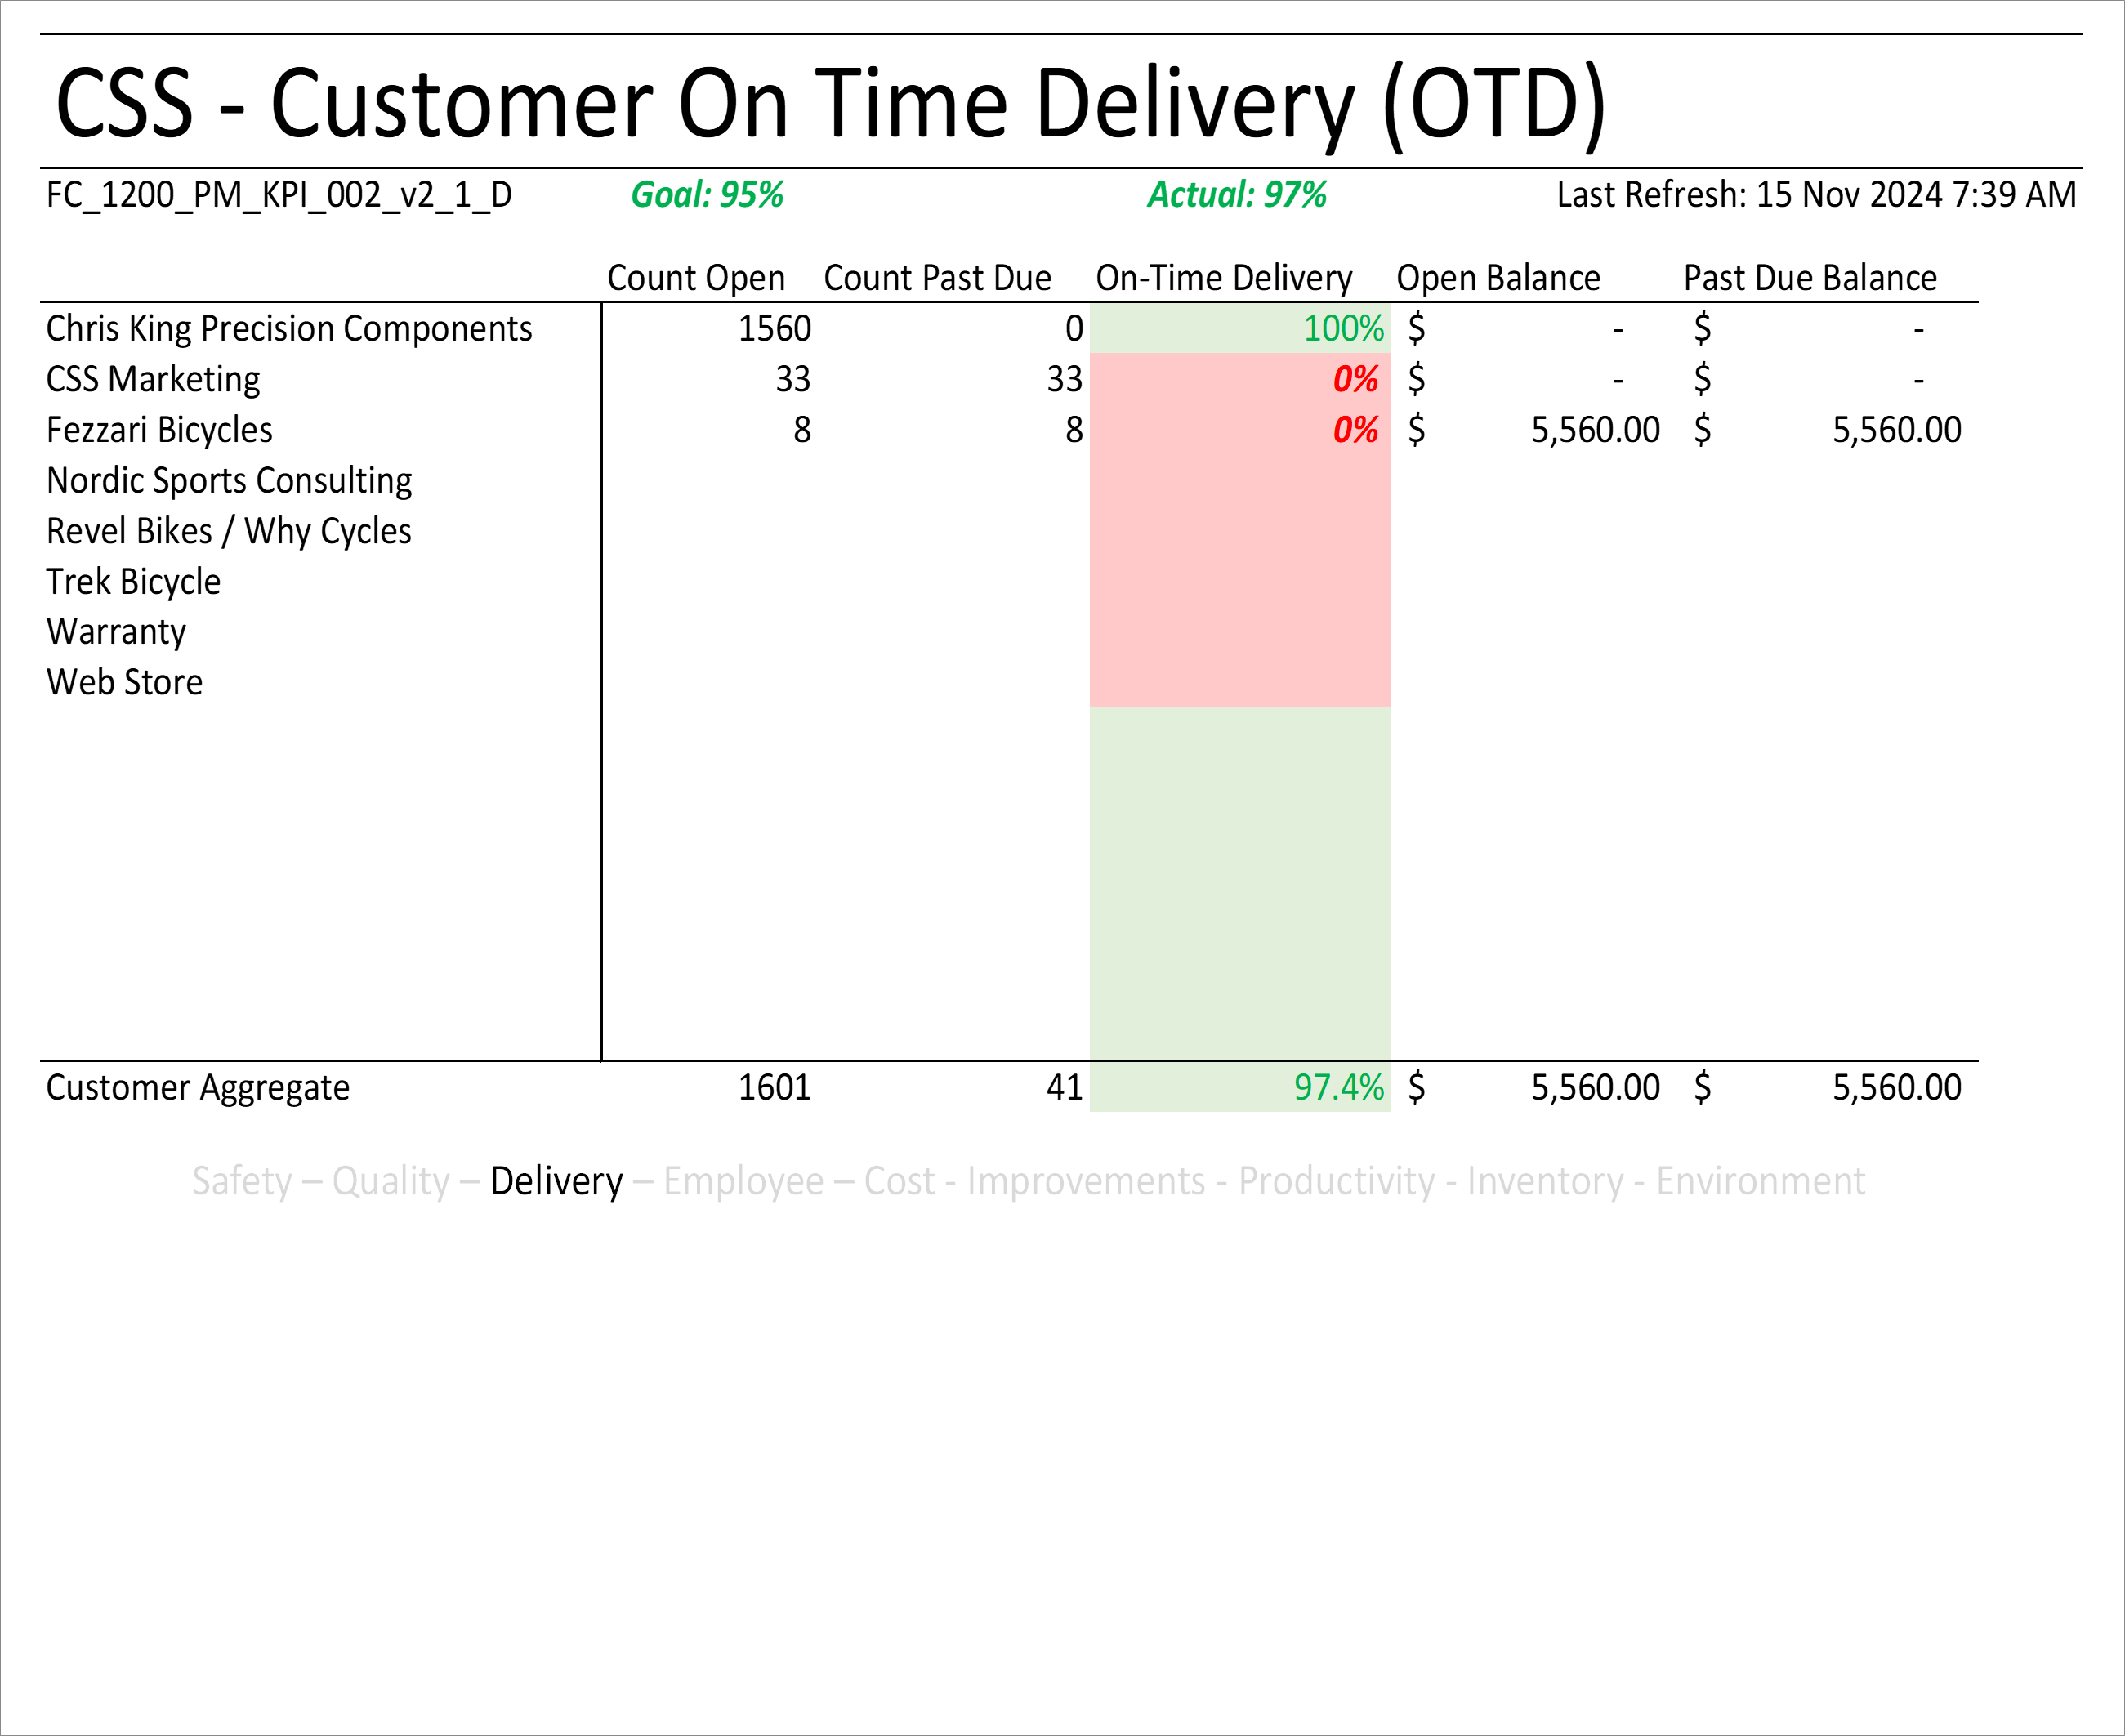 CSS - Customer On Time Delivery (OTD)
FC_1200_PM_KPI_002_v2_1_D Goal: 95% Actual: 97% Last Refresh: 15 Nov 2024 7:39 AM
Count Open Count Past Due On-Time Delivery Open Balance Past Due Balance
Chris King Precision Components 1560 0 100% $ - $ -
CSS Marketing 33 33 0% $ - $ -
Fezzari Bicycles 8 8 0% $ 5,560.00 $ 5,560.00
Nordic Sports Consulting
Revel Bikes / Why Cycles
Trek Bicycle
Warranty
Web Store
Customer Aggregate 1601 41 97.4% $ 5,560.00 $ 5,560.00
Safety – Quality – Delivery – Employee – Cost - Improvements - Productivity - Inventory - Environment